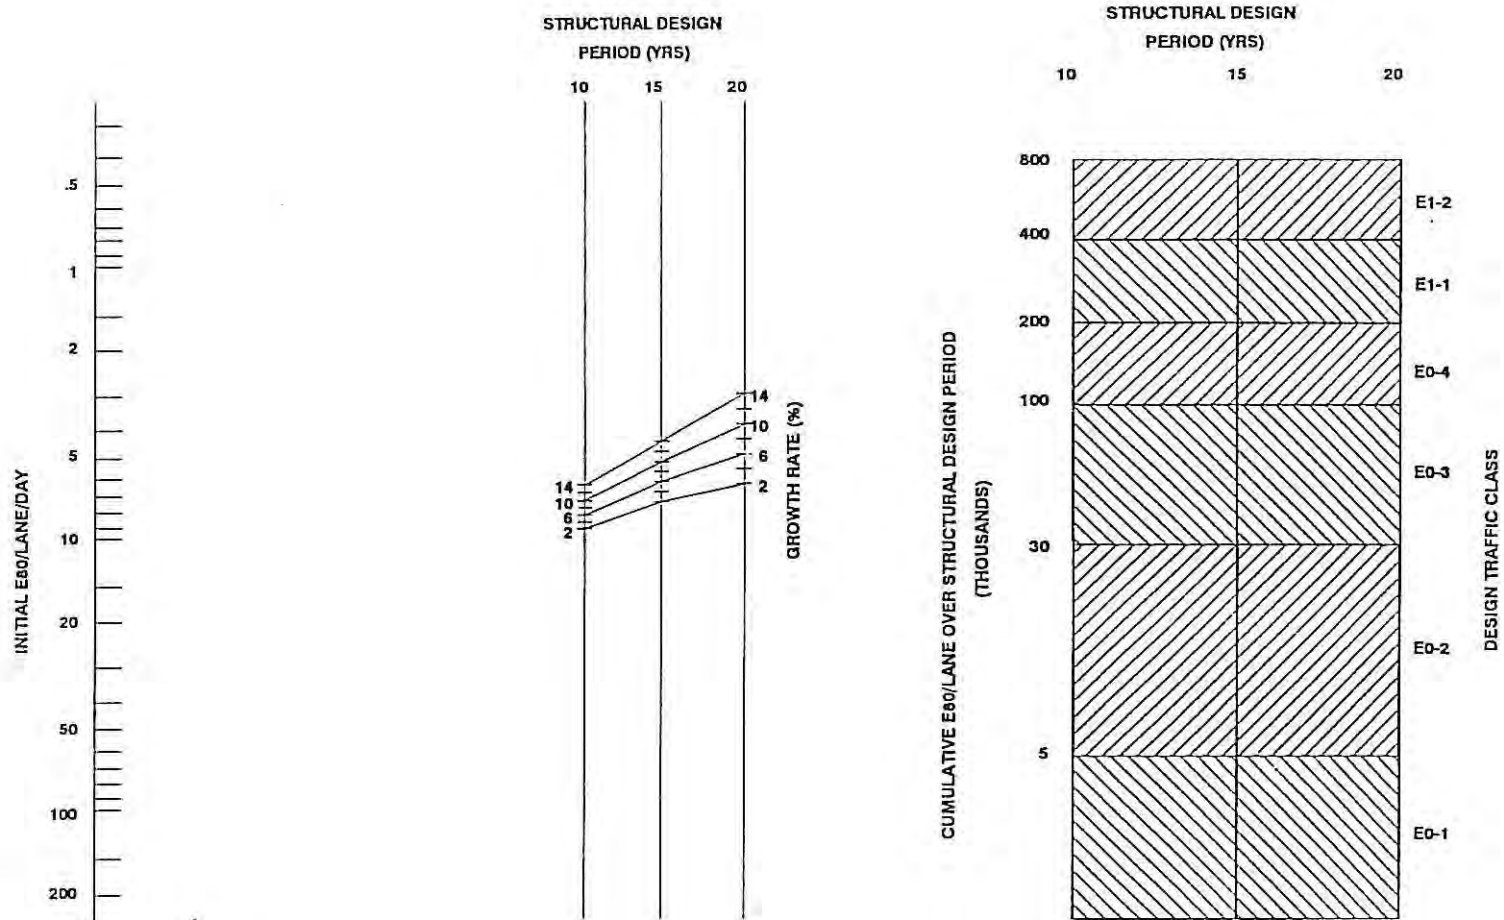 STRUCTURAL DESIGN
PERIOD (YRS)
10 15 20
STRUCTURAL DESIGN
PERIOD (YRS)
10 15 20
INITIAL E80/LANE/DAY
.5
1
2
5
10
20
50
100
200
14
10
6
2
14
10
6
2
GROWTH RATE (%)
CUMULATIVE E80/LANE OVER STRUCTURAL DESIGN PERIOD
(THOUSANDS)
800
400
200
100
30
5
E1-2
E1-1
E0-4
E0-3
E0-2
E0-1
DESIGN TRAFFIC CLASS